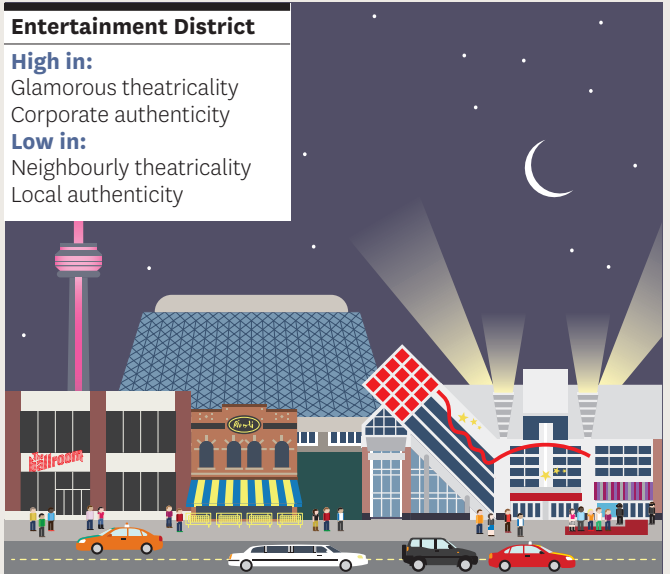 Entertainment District
High in:
Glamorous theatricality
Corporate authenticity
Low in:
Neighbourly theatricality
Local authenticity
The
Ballroom